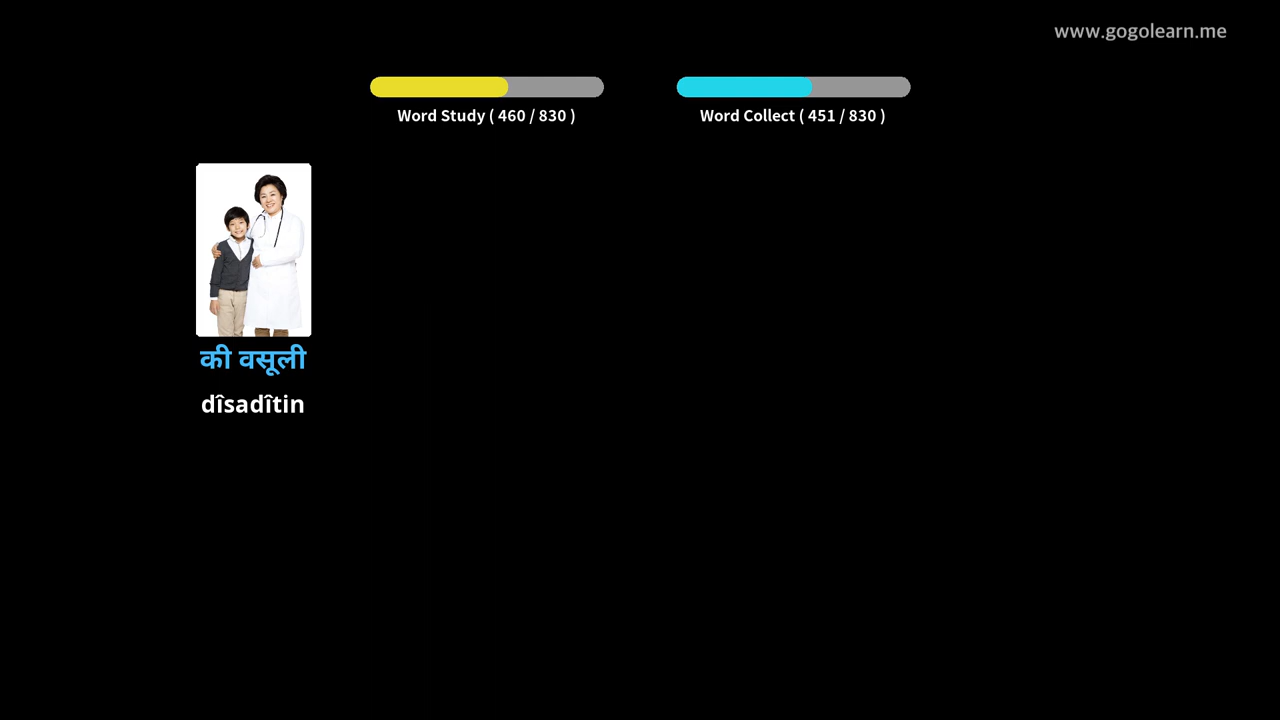 www.gogolearn.me
Word Study ( 460 / 830 )
Word Collect ( 451 / 830 )
की वसूली
dîsadîtin